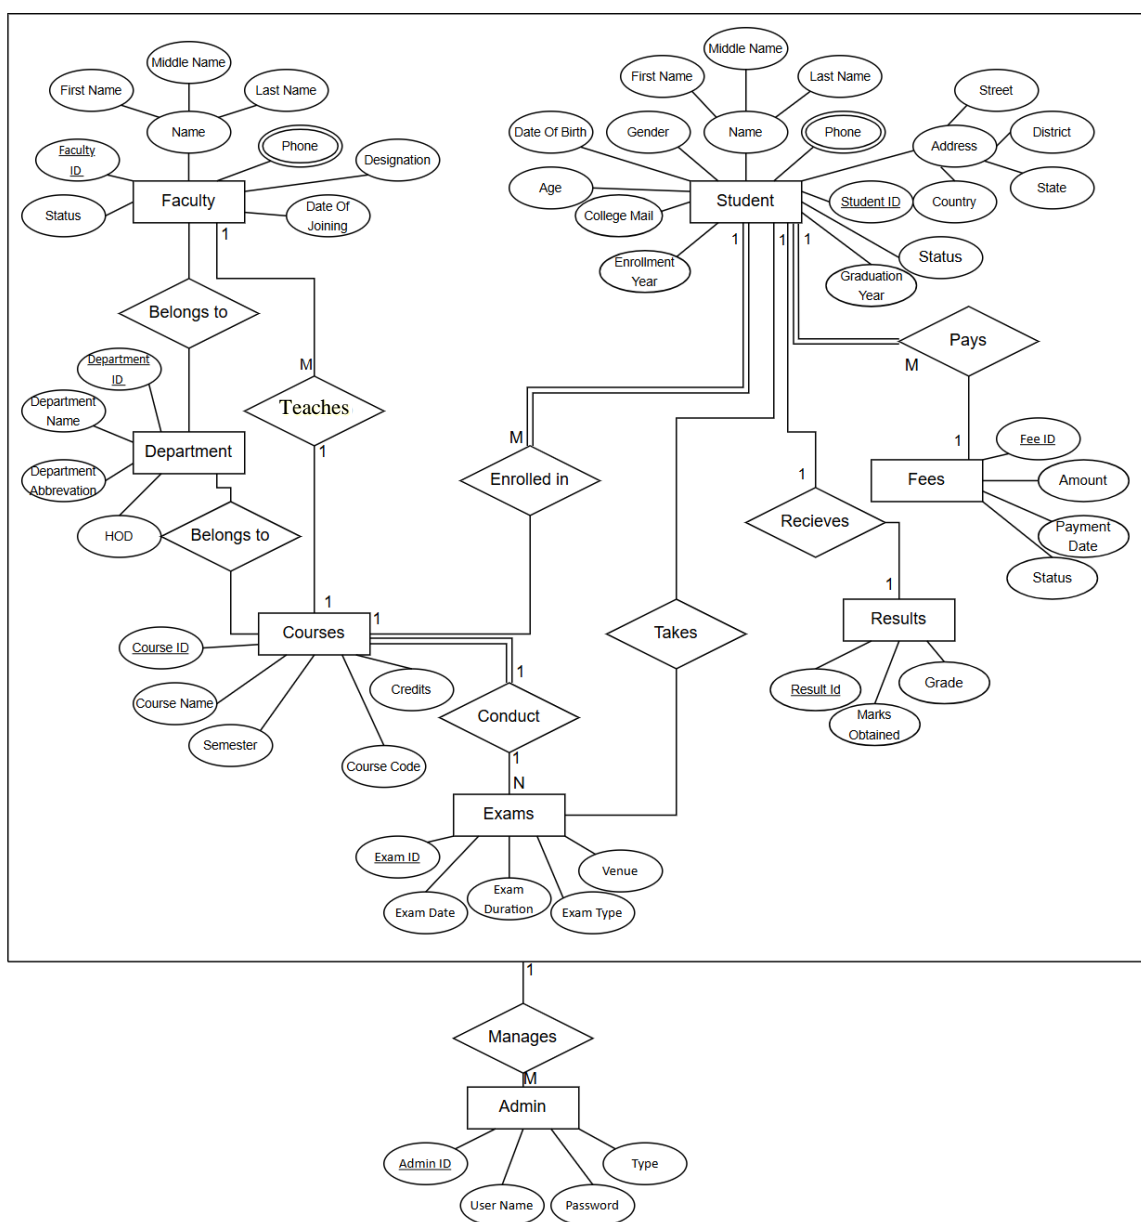 Middle Name
First Name
Last Name
Name
Phone
Faculty
ID
Designation
Faculty
Status
Date Of
Joining
1
Middle Name
First Name
Last Name
Street
Date Of Birth
Gender
Name
Phone
Address
District
Age
State
College Mail
Student
Student ID
Country
Enrollment
Year
1
1
1
Status
Graduation
Year
Belongs to
M
Pays
M
Department
ID
Teaches
Department
Name
1
M
1
Fee ID
Department
Department
Abbrevation
Enrolled in
1
Fees
Amount
HOD
Belongs to
Recieves
Payment
Date
Status
1
1
1
Courses
Results
Course ID
Takes
1
Credits
Result Id
Grade
Course Name
Conduct
Marks
Obtained
Semester
1
Course Code
N
Exams
Exam ID
Venue
Exam Date
Exam
Duration
Exam Type
1
Manages
M
Admin
Admin ID
Type
User Name
Password